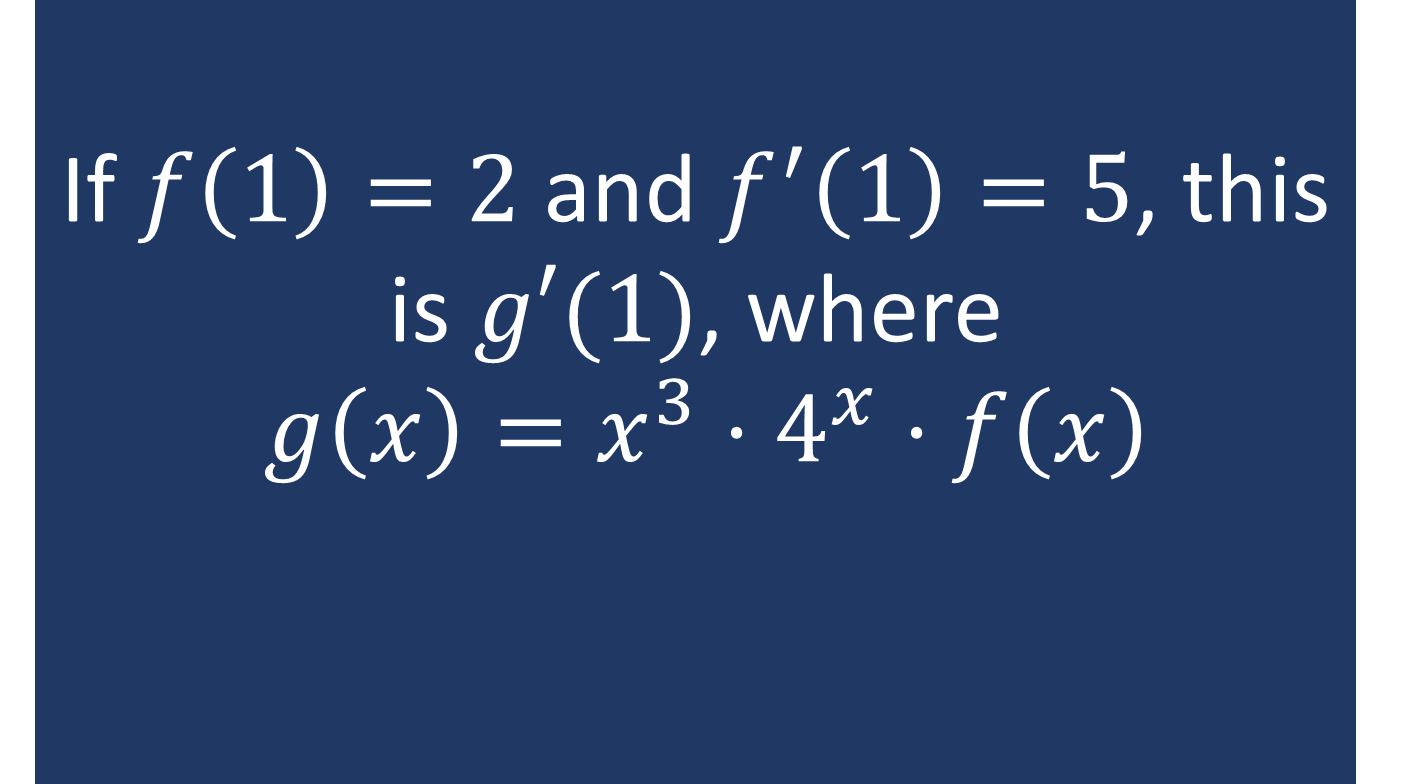 If f(1) = 2 and f′(1) = 5, this
is g′(1), where
g(x) = x³ · 4ˣ · f(x)